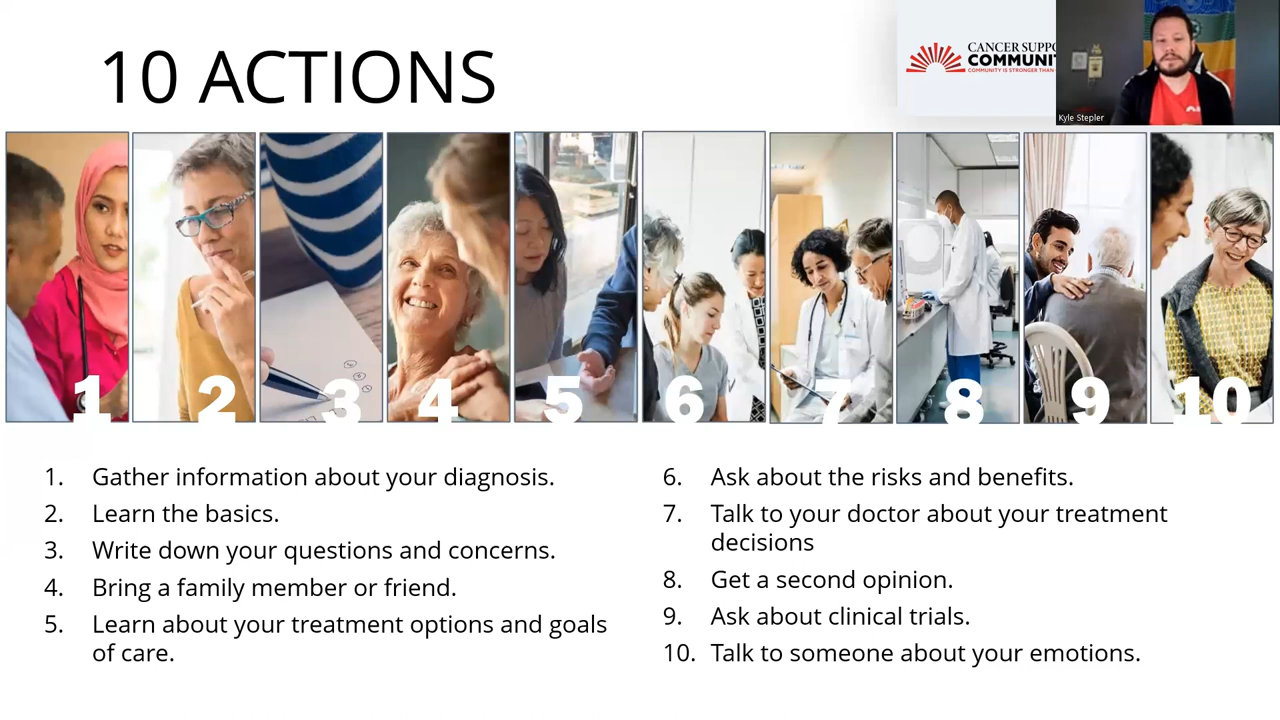 10 ACTIONS
CANCER SUPPO
COMMUNIT
COMMUNITY IS STRONGER THAN
Kyle Stepler
1 2 3 4 5 6 7 8 9 10
1. Gather information about your diagnosis.
2. Learn the basics.
3. Write down your questions and concerns.
4. Bring a family member or friend.
5. Learn about your treatment options and goals
of care.
6. Ask about the risks and benefits.
7. Talk to your doctor about your treatment
decisions
8. Get a second opinion.
9. Ask about clinical trials.
10. Talk to someone about your emotions.